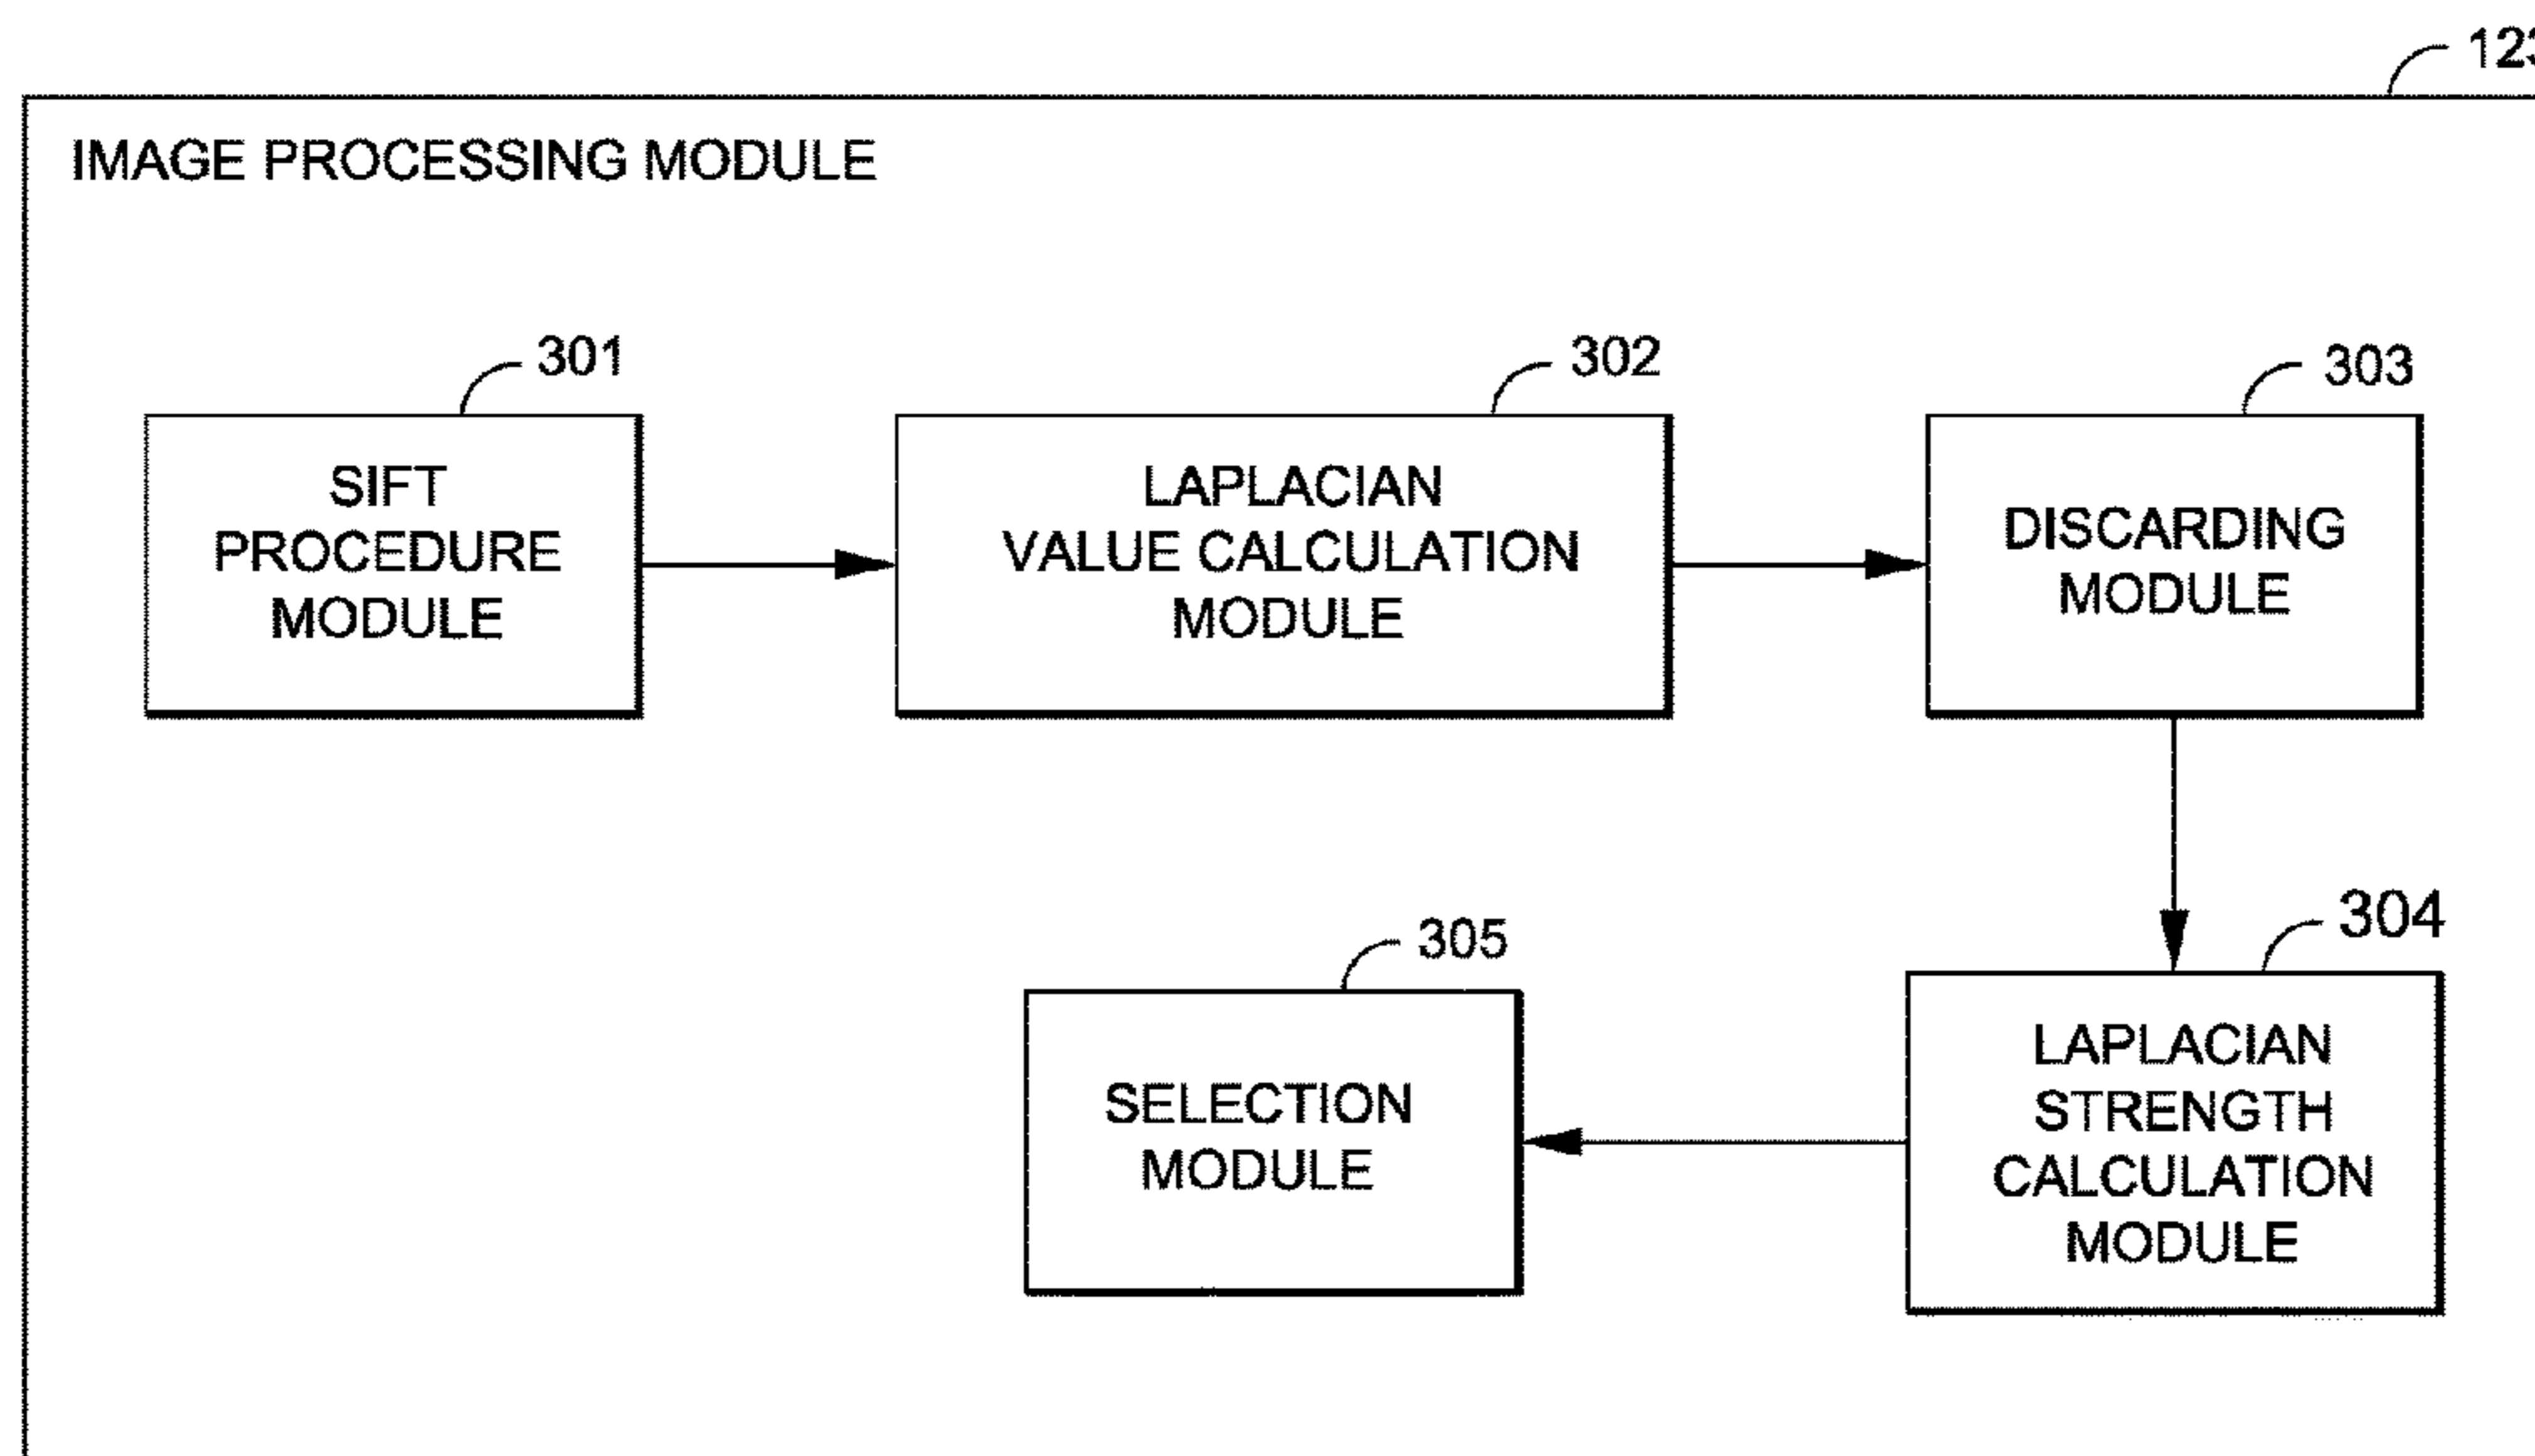 123
IMAGE PROCESSING MODULE
301
302
303
SIFT
PROCEDURE
MODULE
LAPLACIAN
VALUE CALCULATION
MODULE
DISCARDING
MODULE
305
304
SELECTION
MODULE
LAPLACIAN
STRENGTH
CALCULATION
MODULE